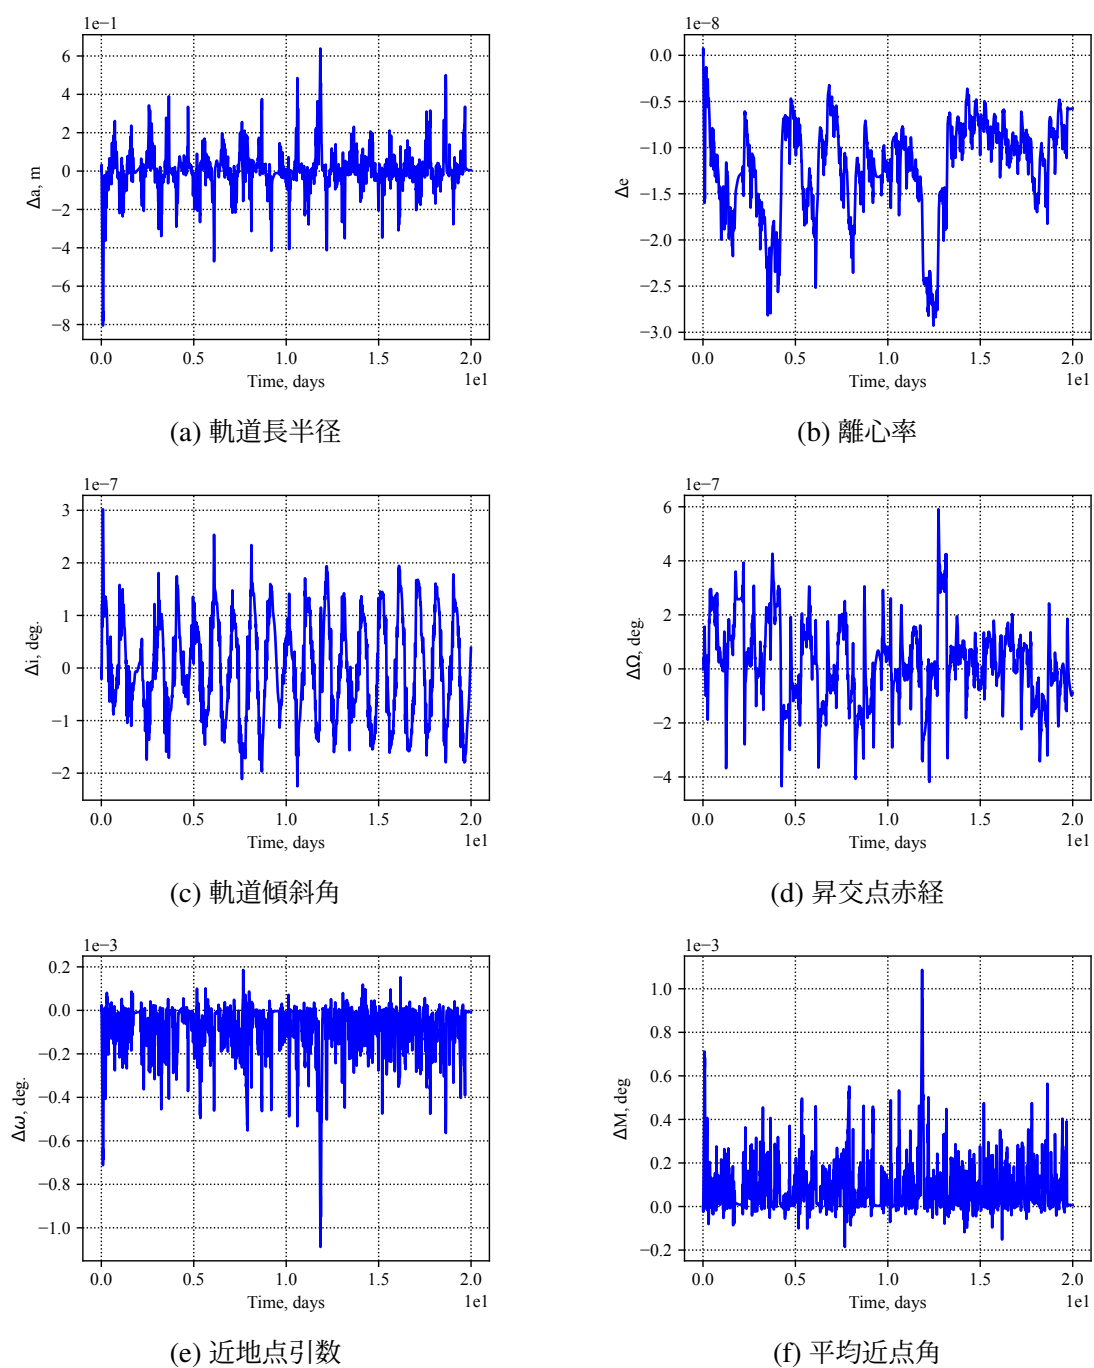 1e−1
6
4
2
0
−2
−4
−6
−8
Δa, m
0.0 0.5 1.0 1.5 2.0
Time, days
1e1
(a) 軌道長半径
1e−8
0.0
−0.5
−1.0
−1.5
−2.0
−2.5
−3.0
Δe
0.0 0.5 1.0 1.5 2.0
Time, days
1e1
(b) 離心率
1e−7
3
2
1
0
−1
−2
Δi, deg.
0.0 0.5 1.0 1.5 2.0
Time, days
1e1
(c) 軌道傾斜角
1e−7
6
4
2
0
−2
−4
ΔΩ, deg.
0.0 0.5 1.0 1.5 2.0
Time, days
1e1
(d) 昇交点赤経
1e−3
0.2
0.0
−0.2
−0.4
−0.6
−0.8
−1.0
Δω, deg.
0.0 0.5 1.0 1.5 2.0
Time, days
1e1
(e) 近地点引数
1e−3
1.0
0.8
0.6
0.4
0.2
0.0
−0.2
ΔM, deg
0.0 0.5 1.0 1.5 2.0
Time, days
1e1
(f) 平均近点角